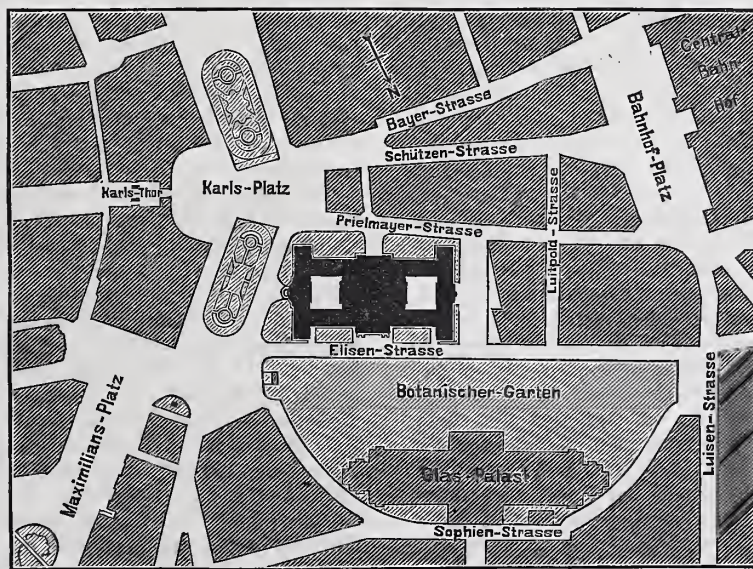 Central-
Bahn-
Hof
N
Bayer-Strasse
Bahnhof-Platz
Schützen-Strasse
Karls-Thor
Karls-Platz
Luitpold-Strasse
Prielmayer-Strasse
Elisen-Strasse
Botanischer-Garten
Luisen-Strasse
Maximilians-Platz
Glas-Palast
Sophien-Strasse